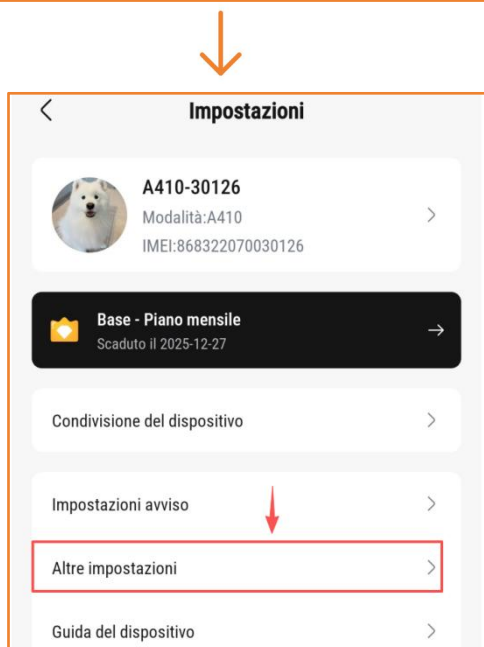 Impostazioni
A410-30126
Modalità:A410
IMEI:868322070030126
Base - Piano mensile
Scaduto il 2025-12-27
Condivisione del dispositivo
Impostazioni avviso
Altre impostazioni
Guida del dispositivo